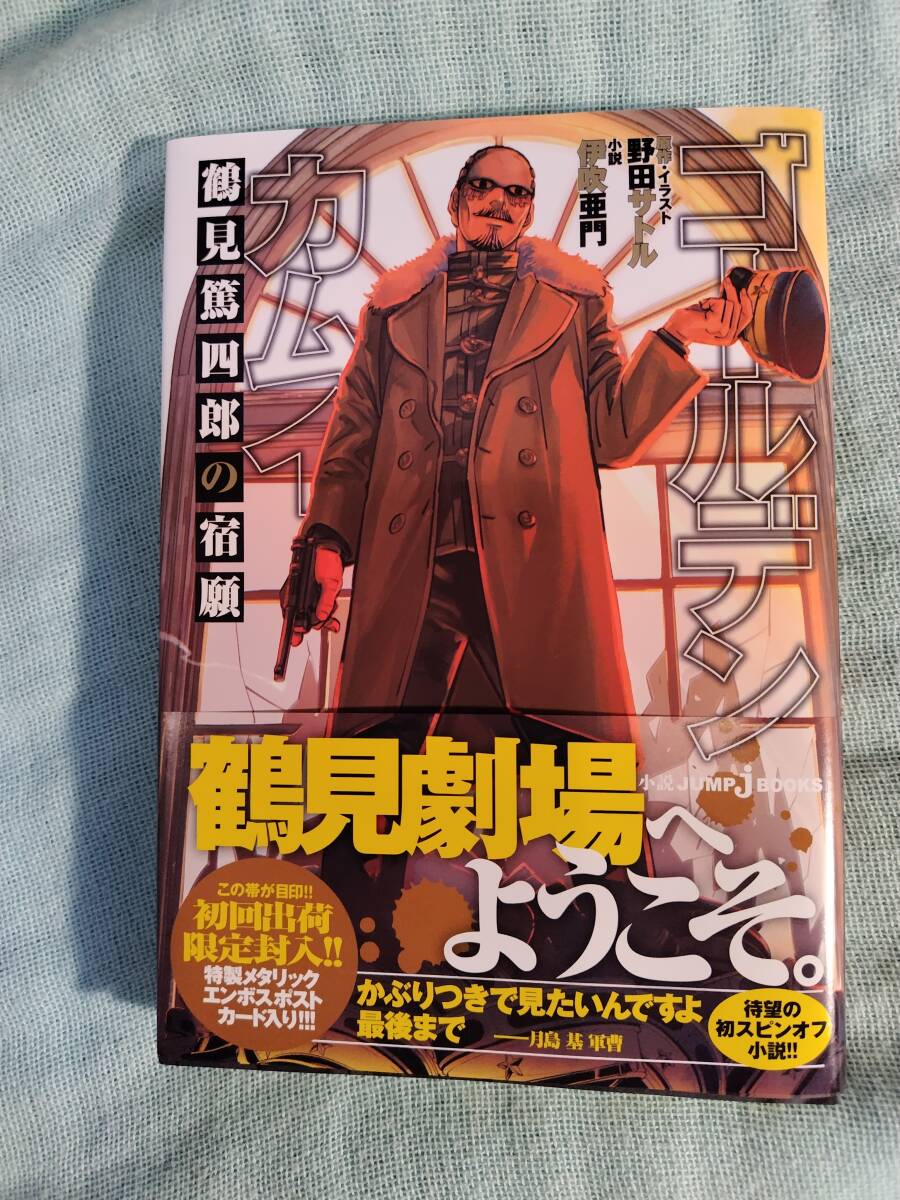 ゴールデン
カムイ
原作・イラスト
野田サトル
小説
伊吹亜門
鶴見篤四郎の宿願
小説 JUMP j BOOKS
鶴見劇場へ
ようこそ。
この帯が目印!!
初回出荷
限定封入!!
特製メタリック
エンボスポスト
カード入り!!!
かぶりつきで見たいんですよ
最後まで
──月島 基 軍曹
待望の
初スピンオフ
小説!!